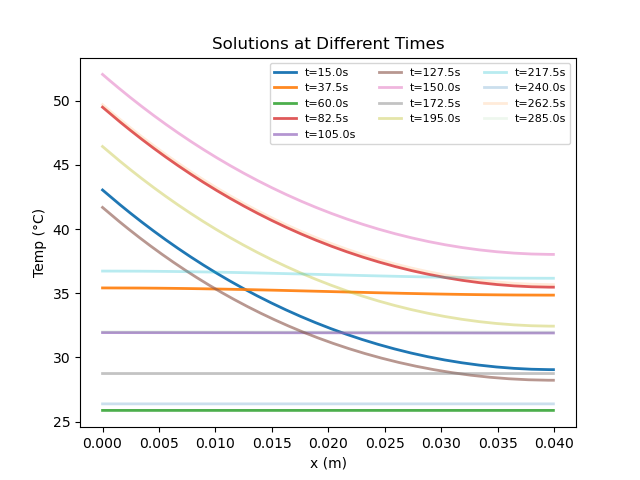 Solutions at Different Times
t=15.0s t=127.5s t=217.5s
t=37.5s t=150.0s t=240.0s
t=60.0s t=172.5s t=262.5s
t=82.5s t=195.0s t=285.0s
t=105.0s
50
45
40
35
30
25
Temp (°C)
0.000 0.005 0.010 0.015 0.020 0.025 0.030 0.035 0.040
x (m)